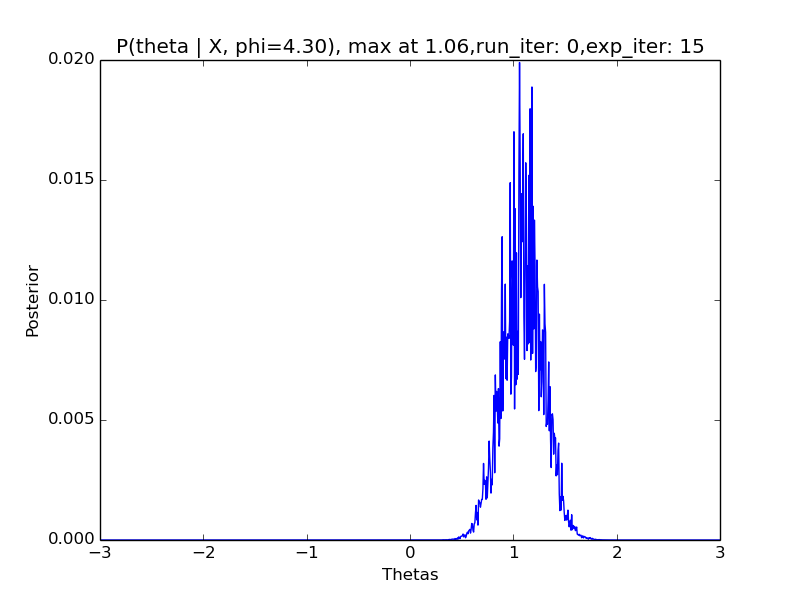 P(theta | X, phi=4.30), max at 1.06,run_iter: 0,exp_iter: 15
0.020
0.015
0.010
0.005
0.000
Posterior
−3 −2 −1 0 1 2 3
Thetas